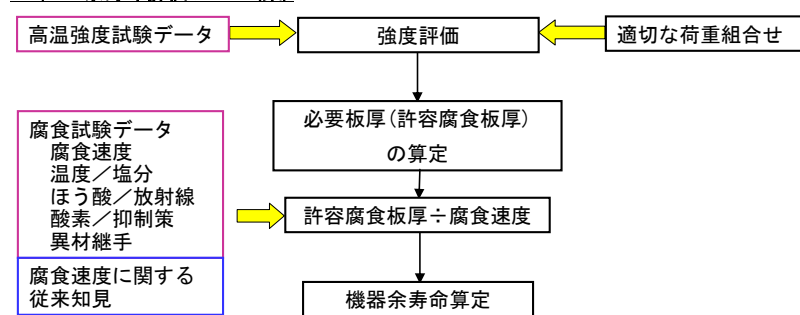 高温強度試験データ
強度評価
適切な荷重組合せ
必要板厚(許容腐食板厚)
の算定
腐食試験データ
腐食速度
温度／塩分
ほう酸／放射線
酸素／抑制策
異材継手
許容腐食板厚÷腐食速度
腐食速度に関する
従来知見
機器余寿命算定